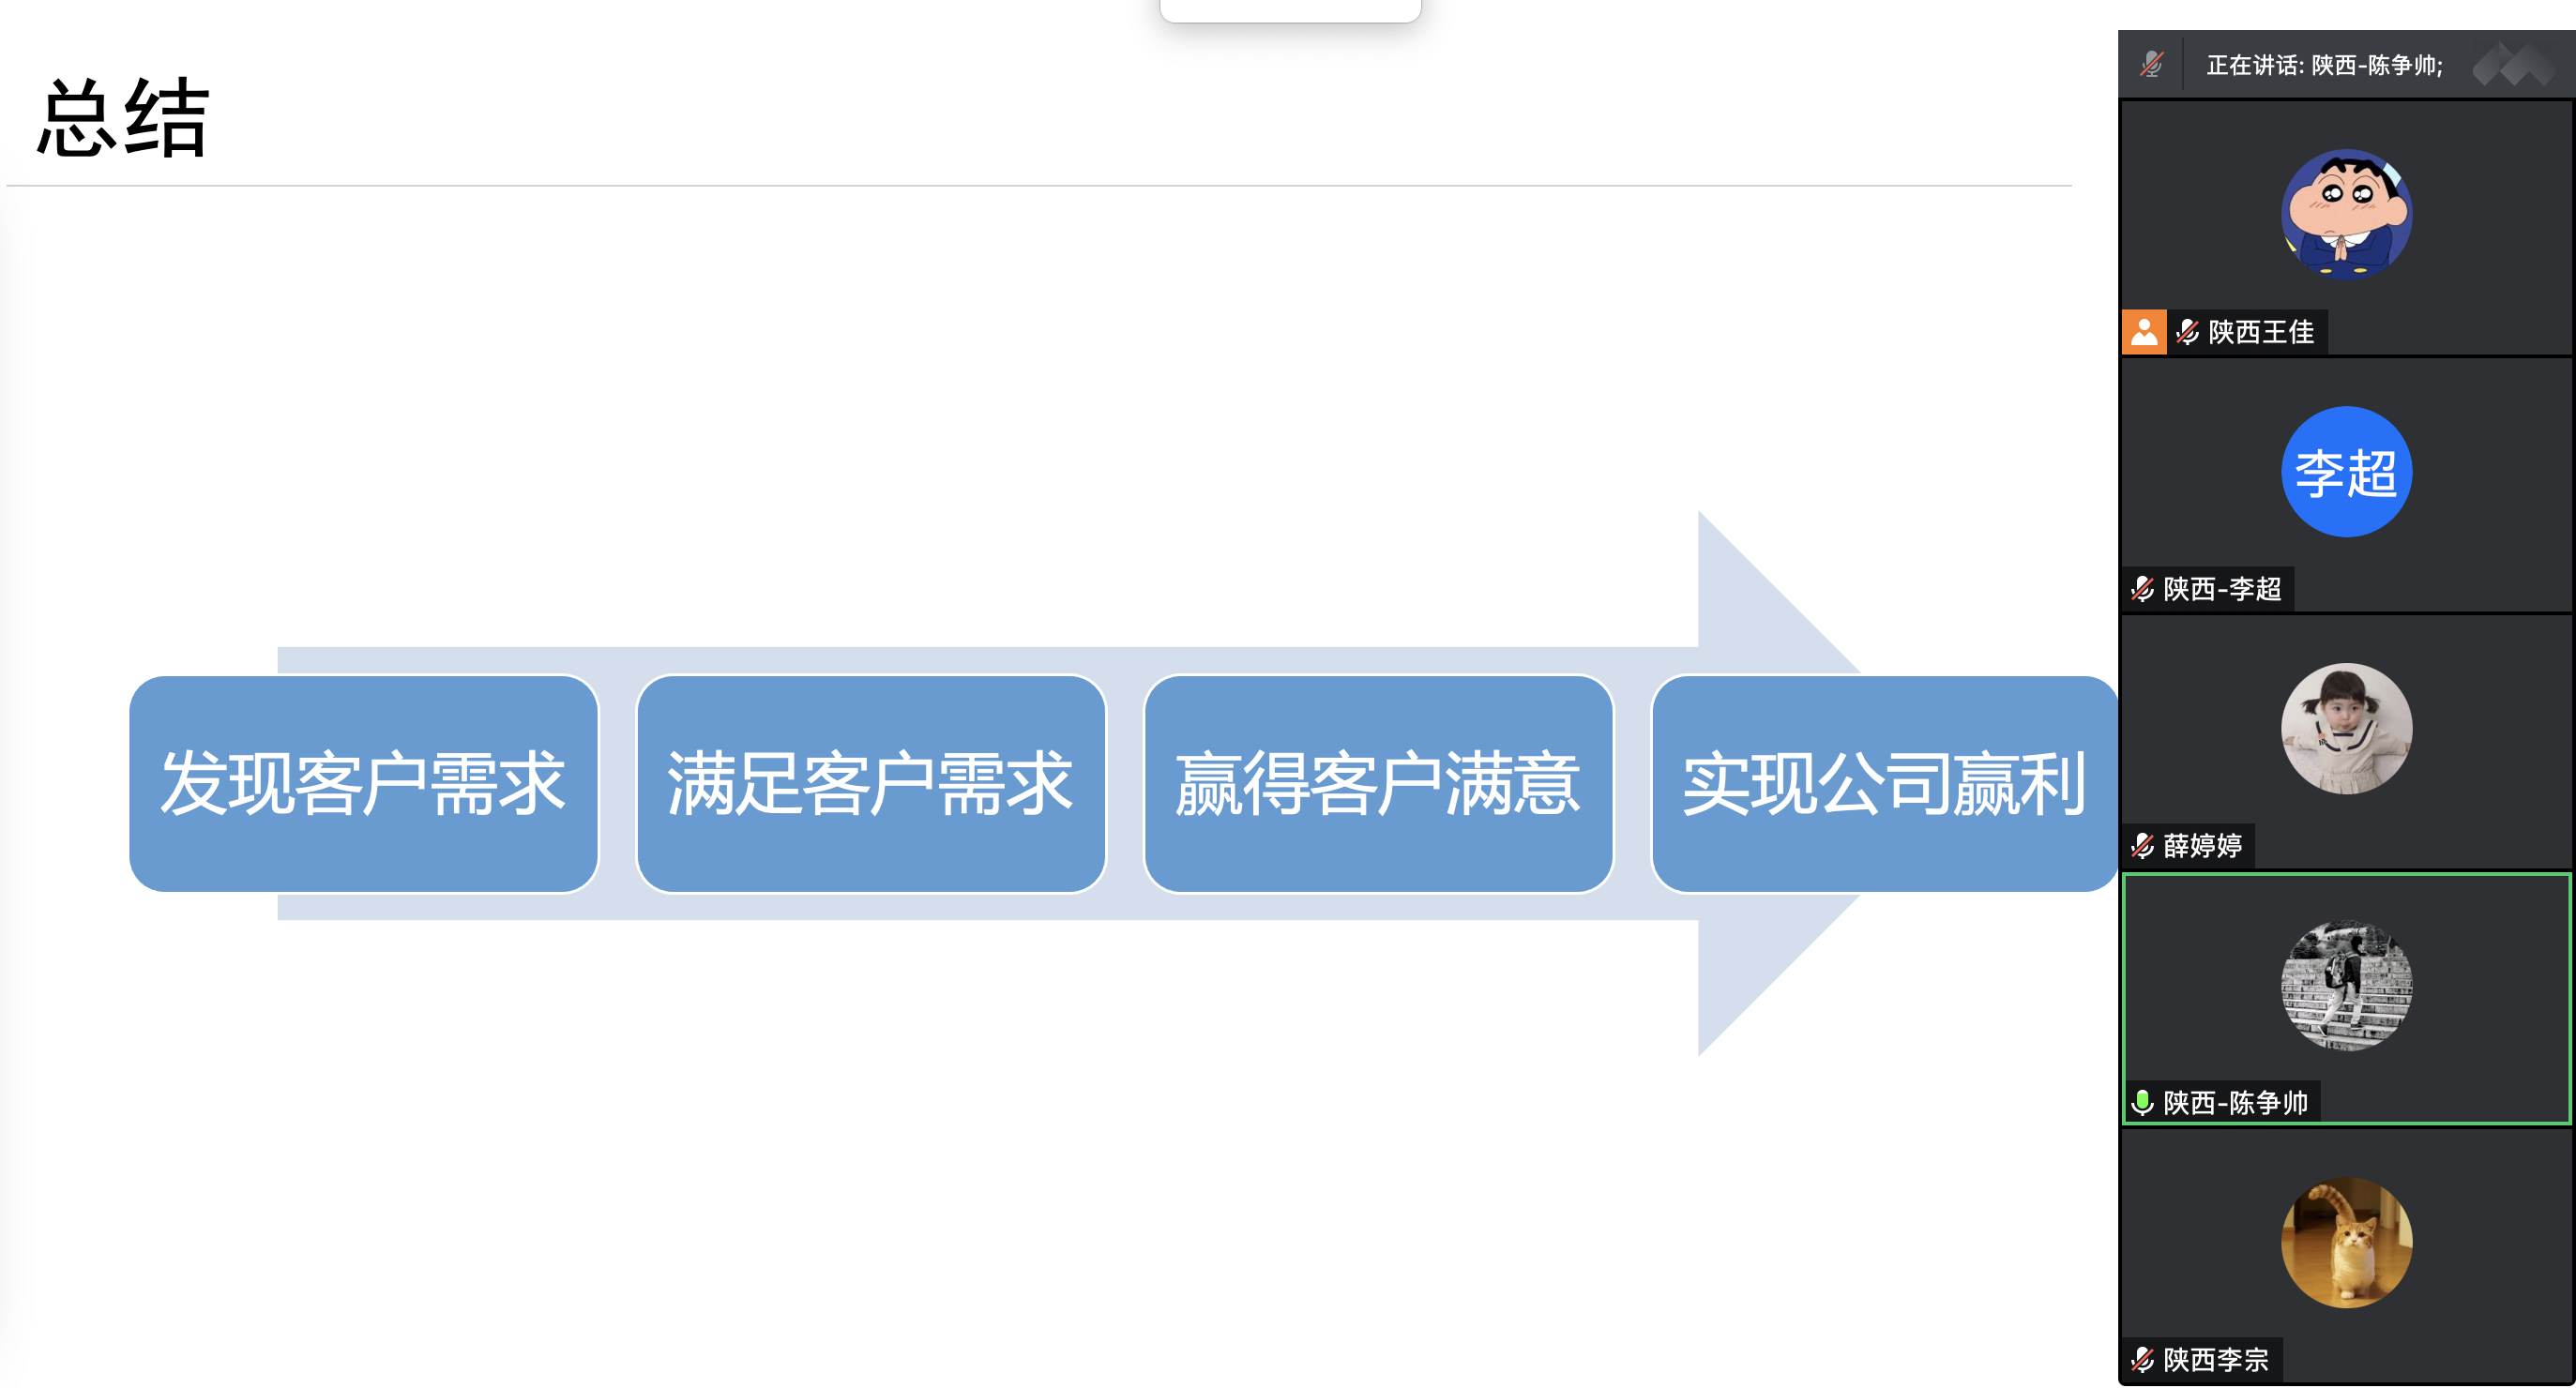 总结
发现客户需求
满足客户需求
赢得客户满意
实现公司赢利
正在讲话: 陕西-陈争帅;
陕西王佳
李超
陕西-李超
薛婷婷
陕西-陈争帅
陕西李宗